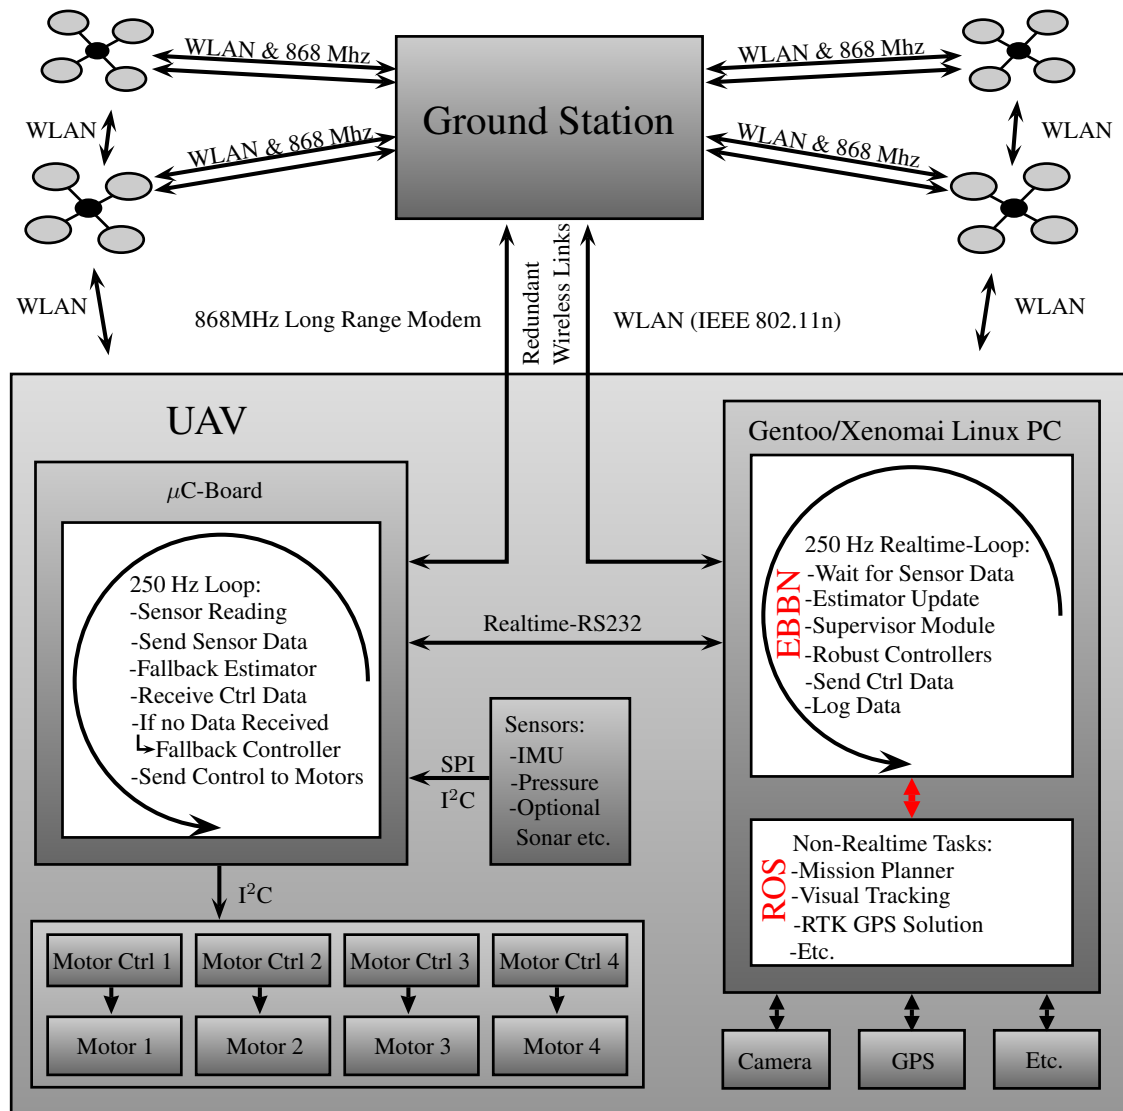 WLAN & 868 Mhz
WLAN & 868 Mhz
Ground Station
WLAN
WLAN
WLAN & 868 Mhz
WLAN & 868 Mhz
WLAN
WLAN
868MHz Long Range Modem
Redundant
Wireless Links
WLAN (IEEE 802.11n)
UAV
μC-Board
250 Hz Loop:
-Sensor Reading
-Send Sensor Data
-Fallback Estimator
-Receive Ctrl Data
-If no Data Received
Fallback Controller
-Send Control to Motors
Realtime-RS232
SPI
I²C
Sensors:
-IMU
-Pressure
-Optional
Sonar etc.
Gentoo/Xenomai Linux PC
EBBN
250 Hz Realtime-Loop:
-Wait for Sensor Data
-Estimator Update
-Supervisor Module
-Robust Controllers
-Send Ctrl Data
-Log Data
ROS
Non-Realtime Tasks:
-Mission Planner
-Visual Tracking
-RTK GPS Solution
-Etc.
I²C
Motor Ctrl 1
Motor Ctrl 2
Motor Ctrl 3
Motor Ctrl 4
Motor 1
Motor 2
Motor 3
Motor 4
Camera
GPS
Etc.